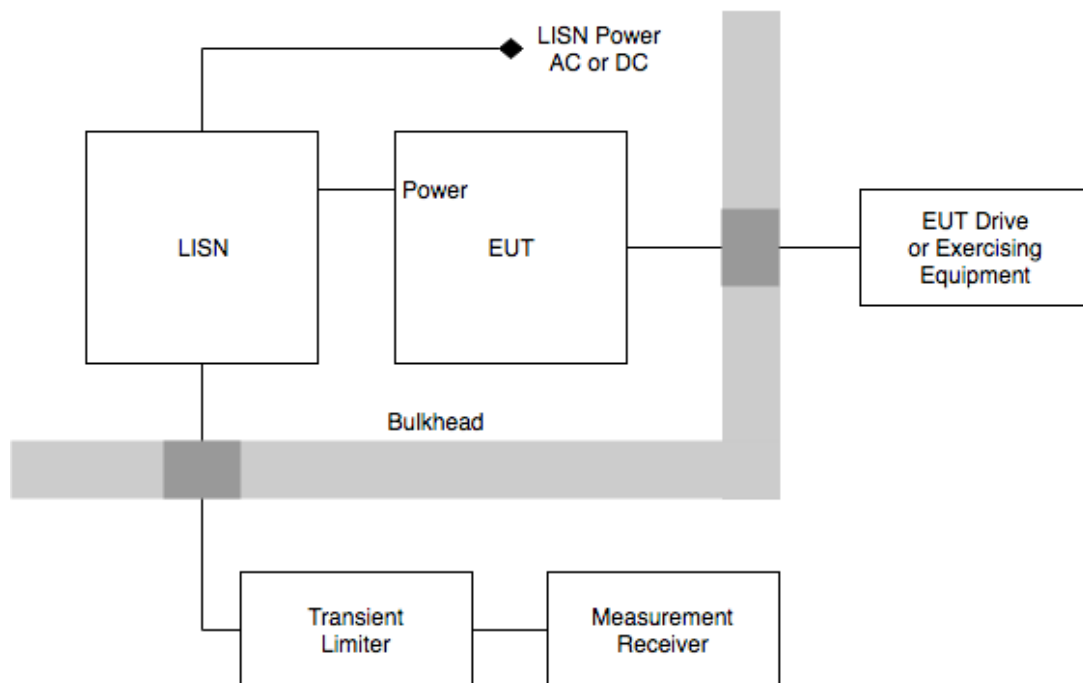 LISN Power
AC or DC
Power
LISN
EUT
EUT Drive
or Exercising
Equipment
Bulkhead
Transient
Limiter
Measurement
Receiver